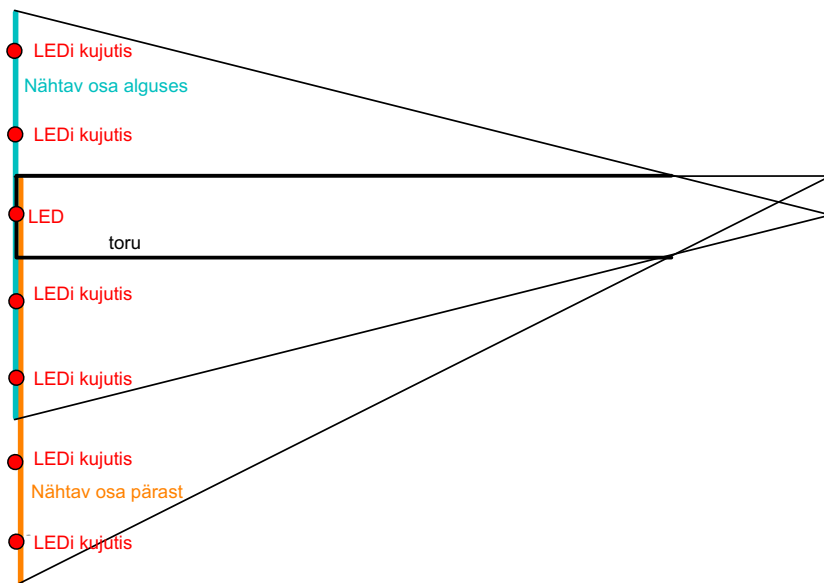 LEDi kujutis
Nähtav osa alguses
LEDi kujutis
LED
toru
LEDi kujutis
LEDi kujutis
LEDi kujutis
Nähtav osa pärast
LEDi kujutis